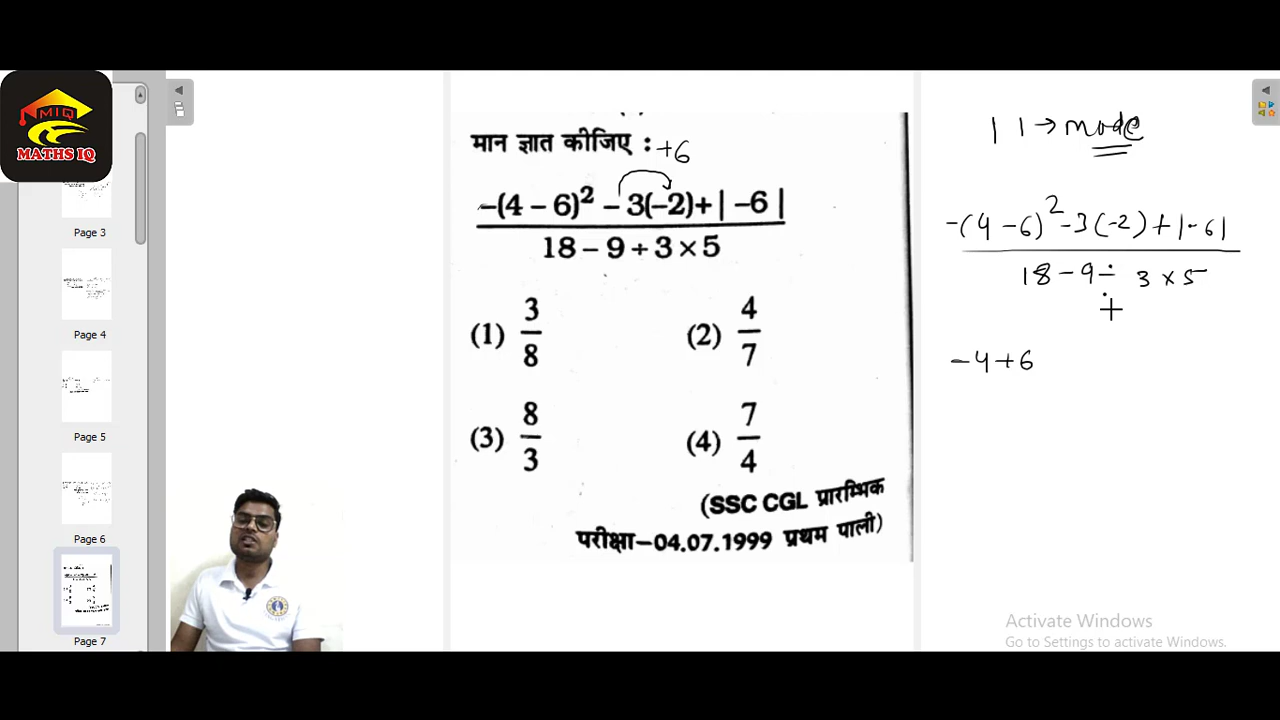 MIQ
MATHS IQ
Page 3
Page 4
Page 5
Page 6
Page 7
मान ज्ञात कीजिए : +6
-(4 – 6)² – 3(–2)+| –6 |
18 – 9 ÷ 3 × 5
(1) 3/8 (2) 4/7
(3) 8/3 (4) 7/4
(SSC CGL प्रारम्भिक
परीक्षा–04.07.1999 प्रथम पाली)
| | → mode
-(4-6)²-3(-2)+|-6|
18-9÷3×5
÷
-4+6
Activate Windows
Go to Settings to activate Windows.